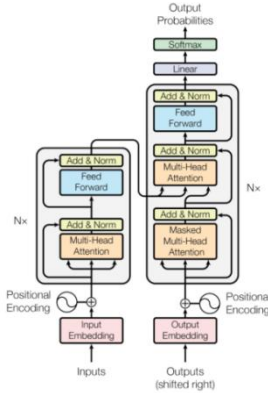 Output
Probabilities
Softmax
Linear
Add & Norm
Feed
Forward
Add & Norm
Multi-Head
Attention
Add & Norm
Masked
Multi-Head
Attention
Nx
Positional
Encoding
Output
Embedding
Outputs
(shifted right)
Add & Norm
Feed
Forward
Add & Norm
Multi-Head
Attention
Nx
Positional
Encoding
Input
Embedding
Inputs